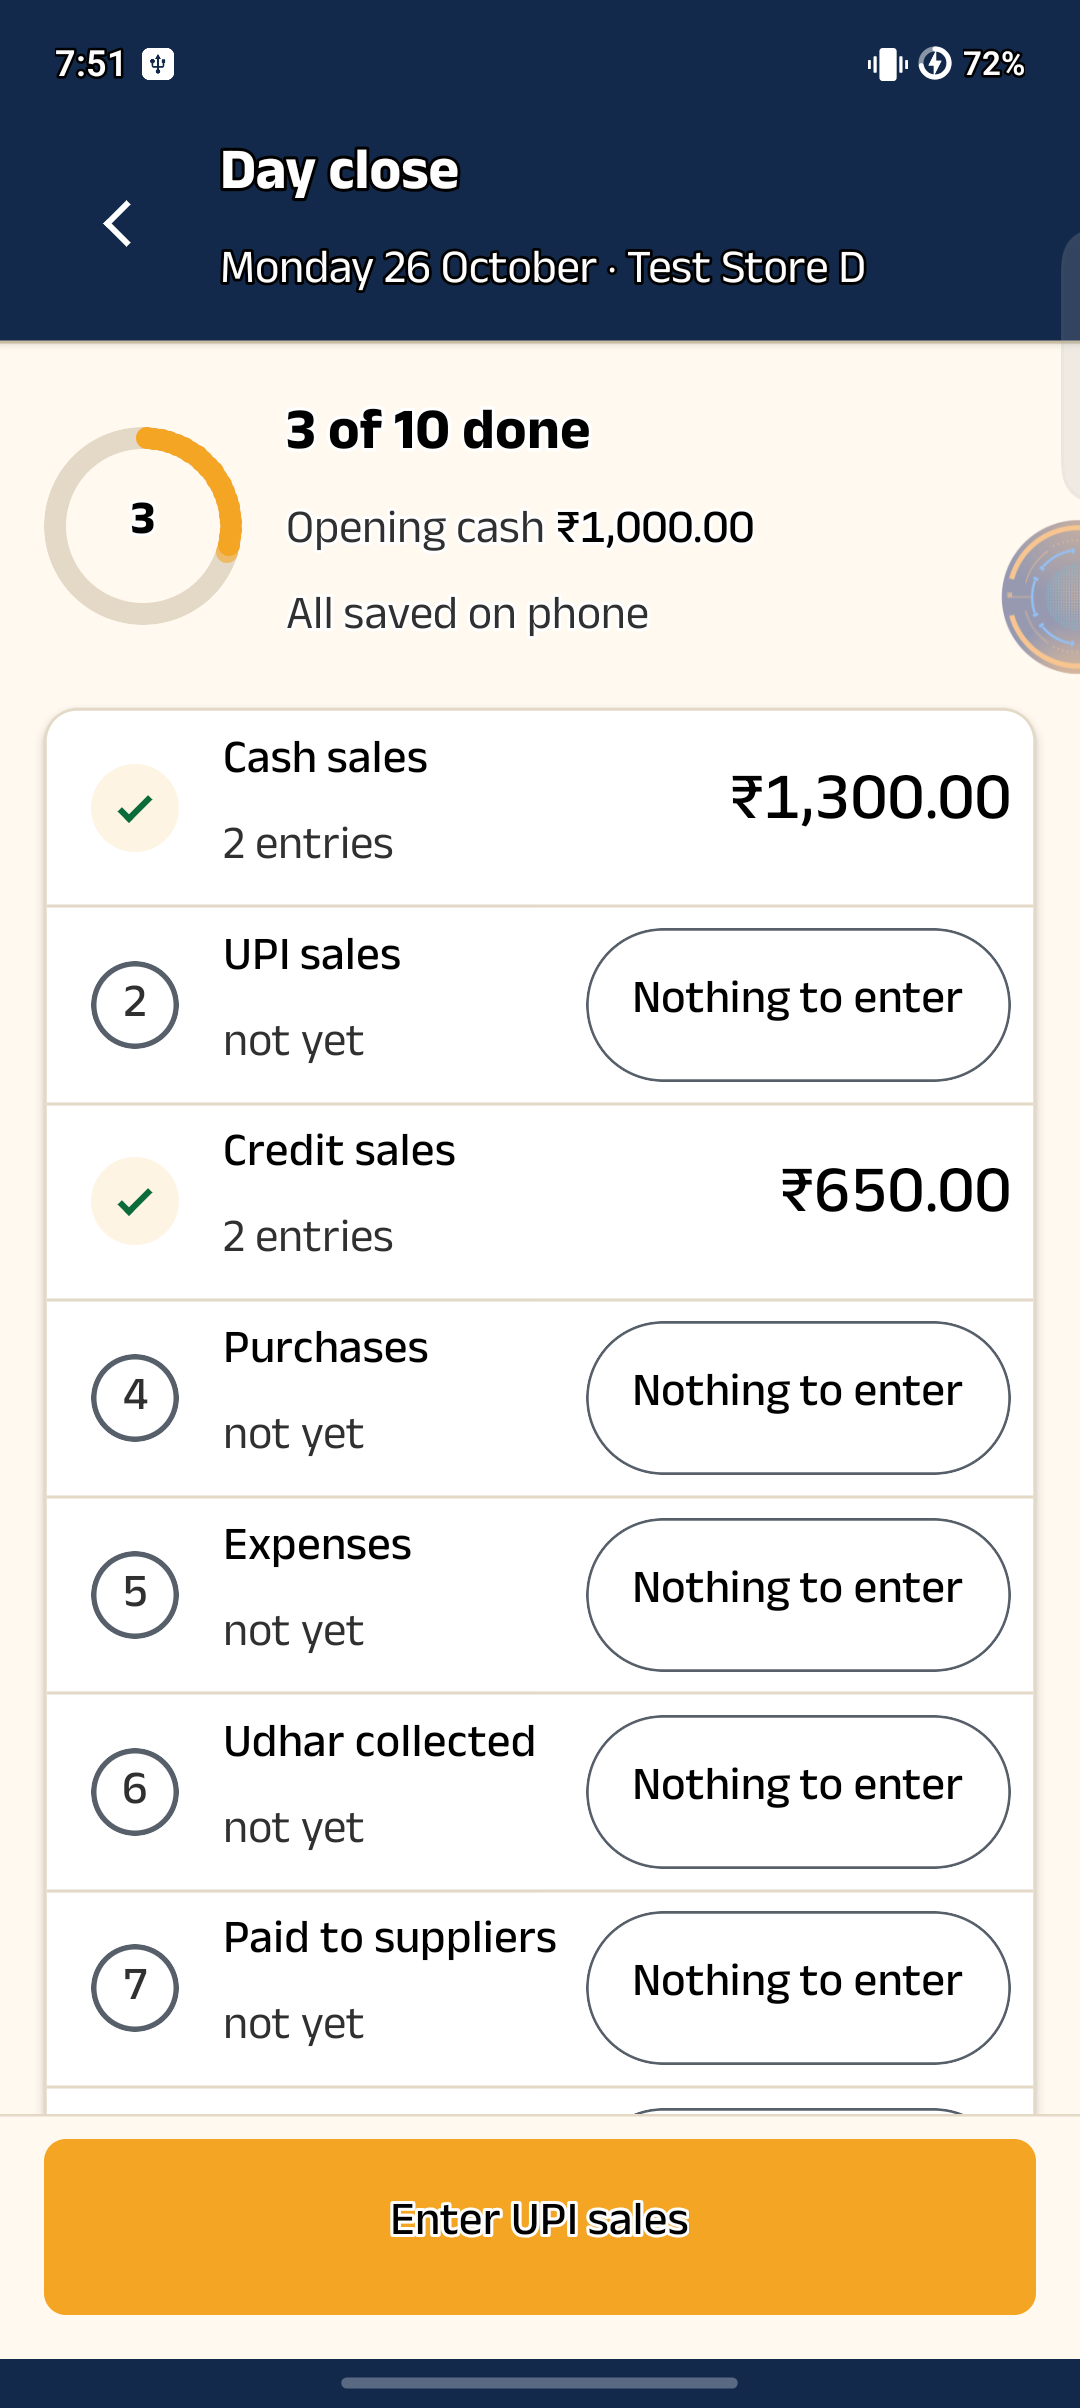 7:51
72%
Day close
Monday 26 October · Test Store D
3
3 of 10 done
Opening cash ₹1,000.00
All saved on phone
Cash sales
2 entries
₹1,300.00
2
UPI sales
not yet
Nothing to enter
Credit sales
2 entries
₹650.00
4
Purchases
not yet
Nothing to enter
5
Expenses
not yet
Nothing to enter
6
Udhar collected
not yet
Nothing to enter
7
Paid to suppliers
not yet
Nothing to enter
Enter UPI sales